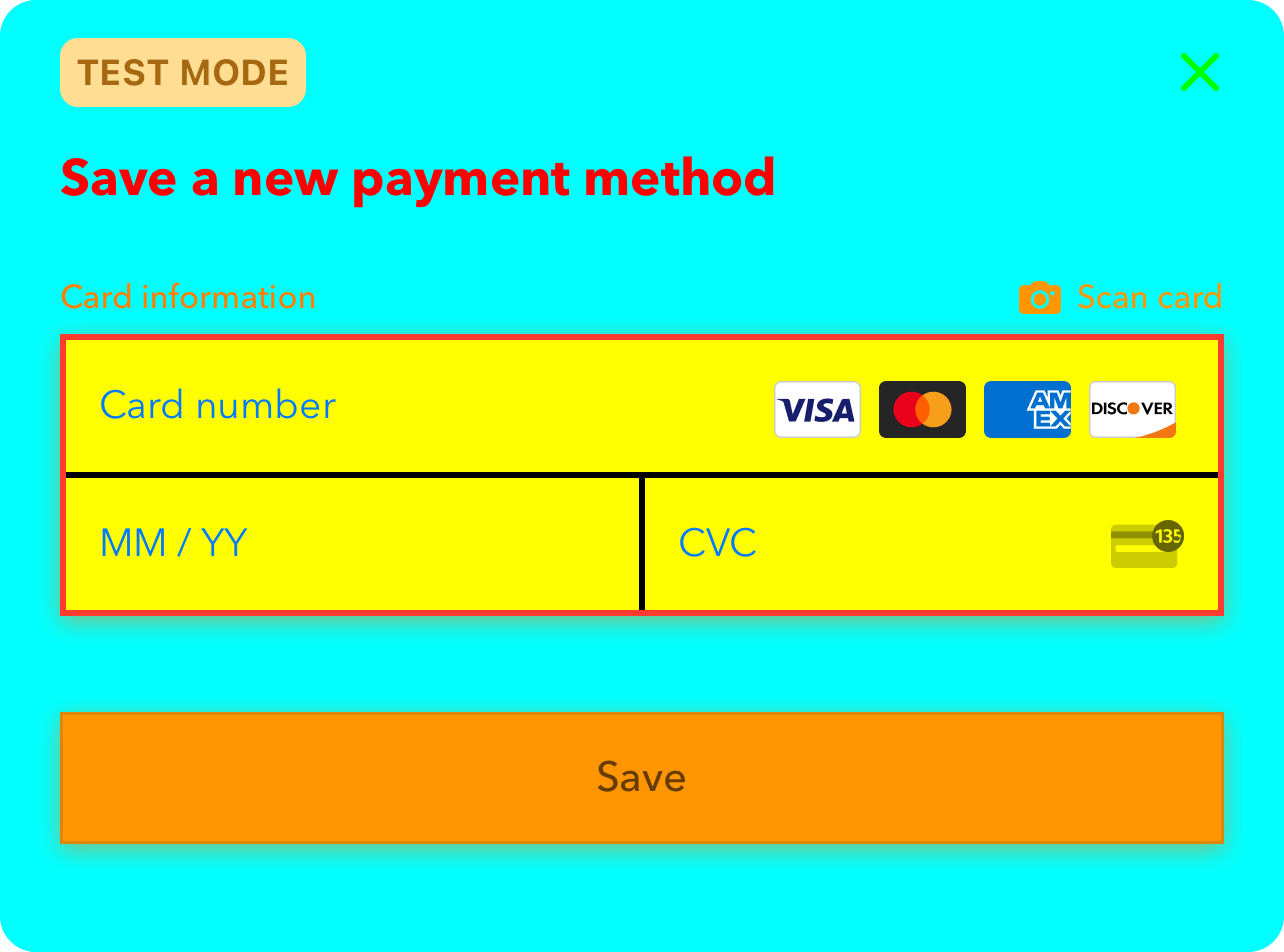 TEST MODE
Save a new payment method
Card information
Scan card
Card number
VISA
AM
EX
DISCOVER
MM / YY
CVC
135
Save